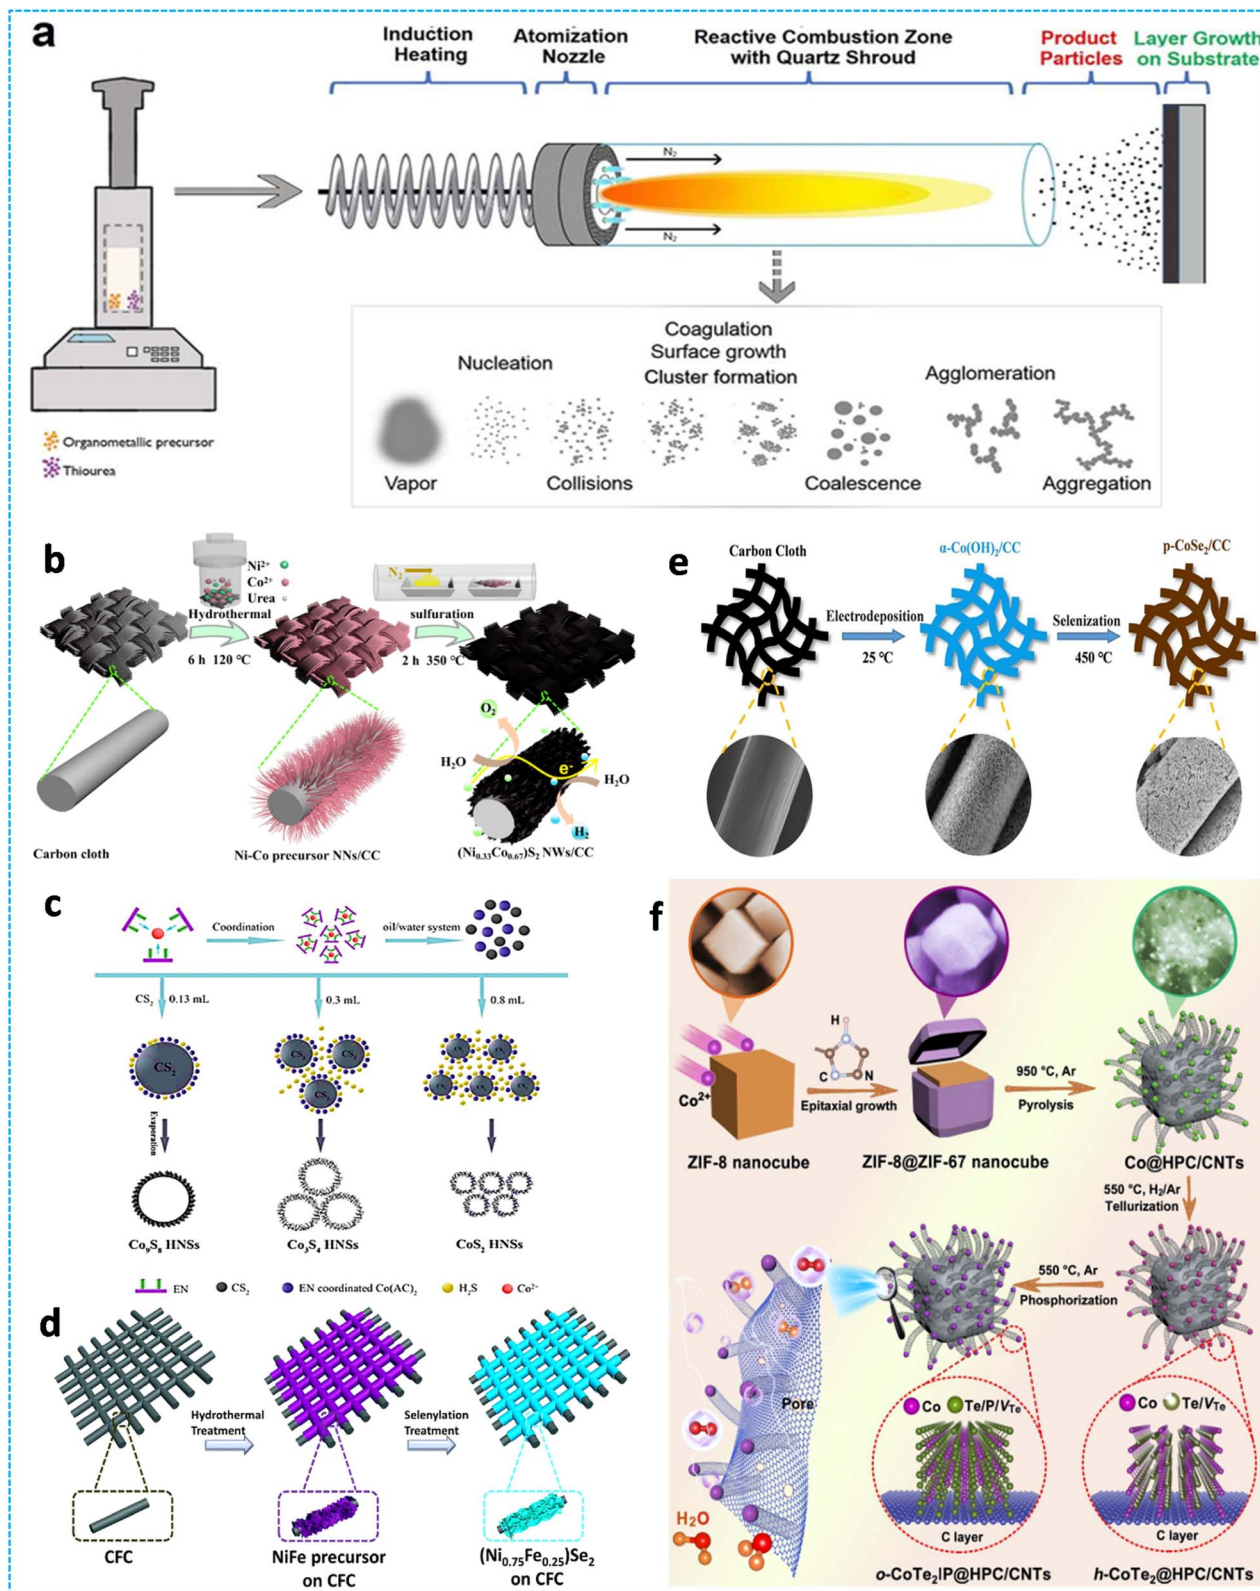 a
Induction
Heating
Atomization
Nozzle
Reactive Combustion Zone
with Quartz Shroud
Product
Particles
Layer Growth
on Substrate
N₂
N₂
Organometallic precursor
Thiourea
Nucleation
Coagulation
Surface growth
Cluster formation
Agglomeration
Vapor
Collisions
Coalescence
Aggregation
b
Ni²⁺
Co²⁺
Urea
Hydrothermal
6 h 120 °C
N₂
sulfuration
2 h 350 °C
O₂
H₂O
e⁻
H₂O
H₂
Carbon cloth
Ni-Co precursor NNs/CC
(Ni₀.₃₃Co₀.₆₇)S₂ NWs/CC
e
Carbon Cloth
α-Co(OH)₂/CC
p-CoSe₂/CC
Electrodeposition
25 °C
Selenization
450 °C
c
Coordination
oil/water system
CS₂
0.13 mL
0.3 mL
0.8 mL
CS₂
CS₂
CS₂
CS₂
Evaporation
Co₉S₈ HNSs
Co₃S₄ HNSs
CoS₂ HNSs
EN
CS₂
EN coordinated Co(AC)₂
H₂S
Co²⁺
d
Hydrothermal
Treatment
Selenylation
Treatment
CFC
NiFe precursor
on CFC
(Ni₀.₇₅Fe₀.₂₅)Se₂
on CFC
f
Co²⁺
H
C
N
Epitaxial growth
950 °C, Ar
Pyrolysis
ZIF-8 nanocube
ZIF-8@ZIF-67 nanocube
Co@HPC/CNTs
550 °C, H₂/Ar
Tellurization
550 °C, Ar
Phosphorization
Pore
H₂O
Co
Te/P/V_Te
C layer
Co
Te/V_Te
C layer
o-CoTe₂|P@HPC/CNTs
h-CoTe₂@HPC/CNTs